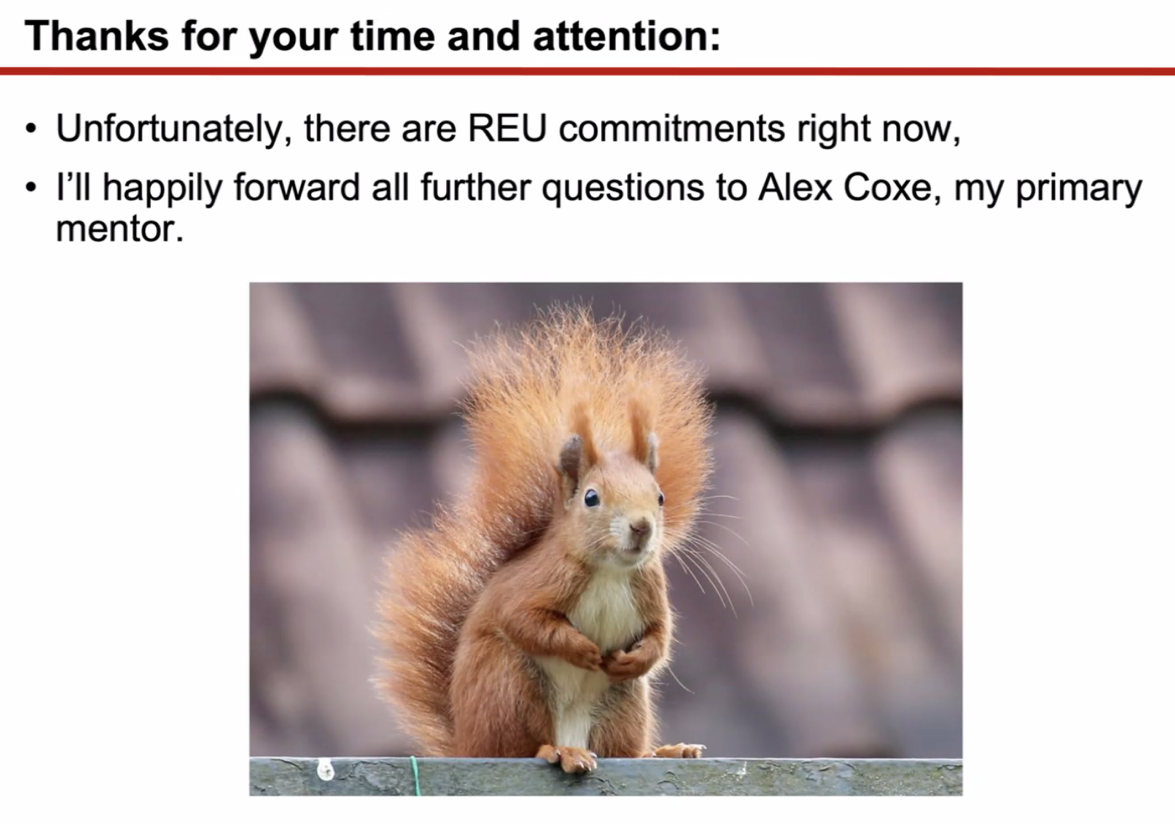 Thanks for your time and attention:
• Unfortunately, there are REU commitments right now,
• I’ll happily forward all further questions to Alex Coxe, my primary
mentor.